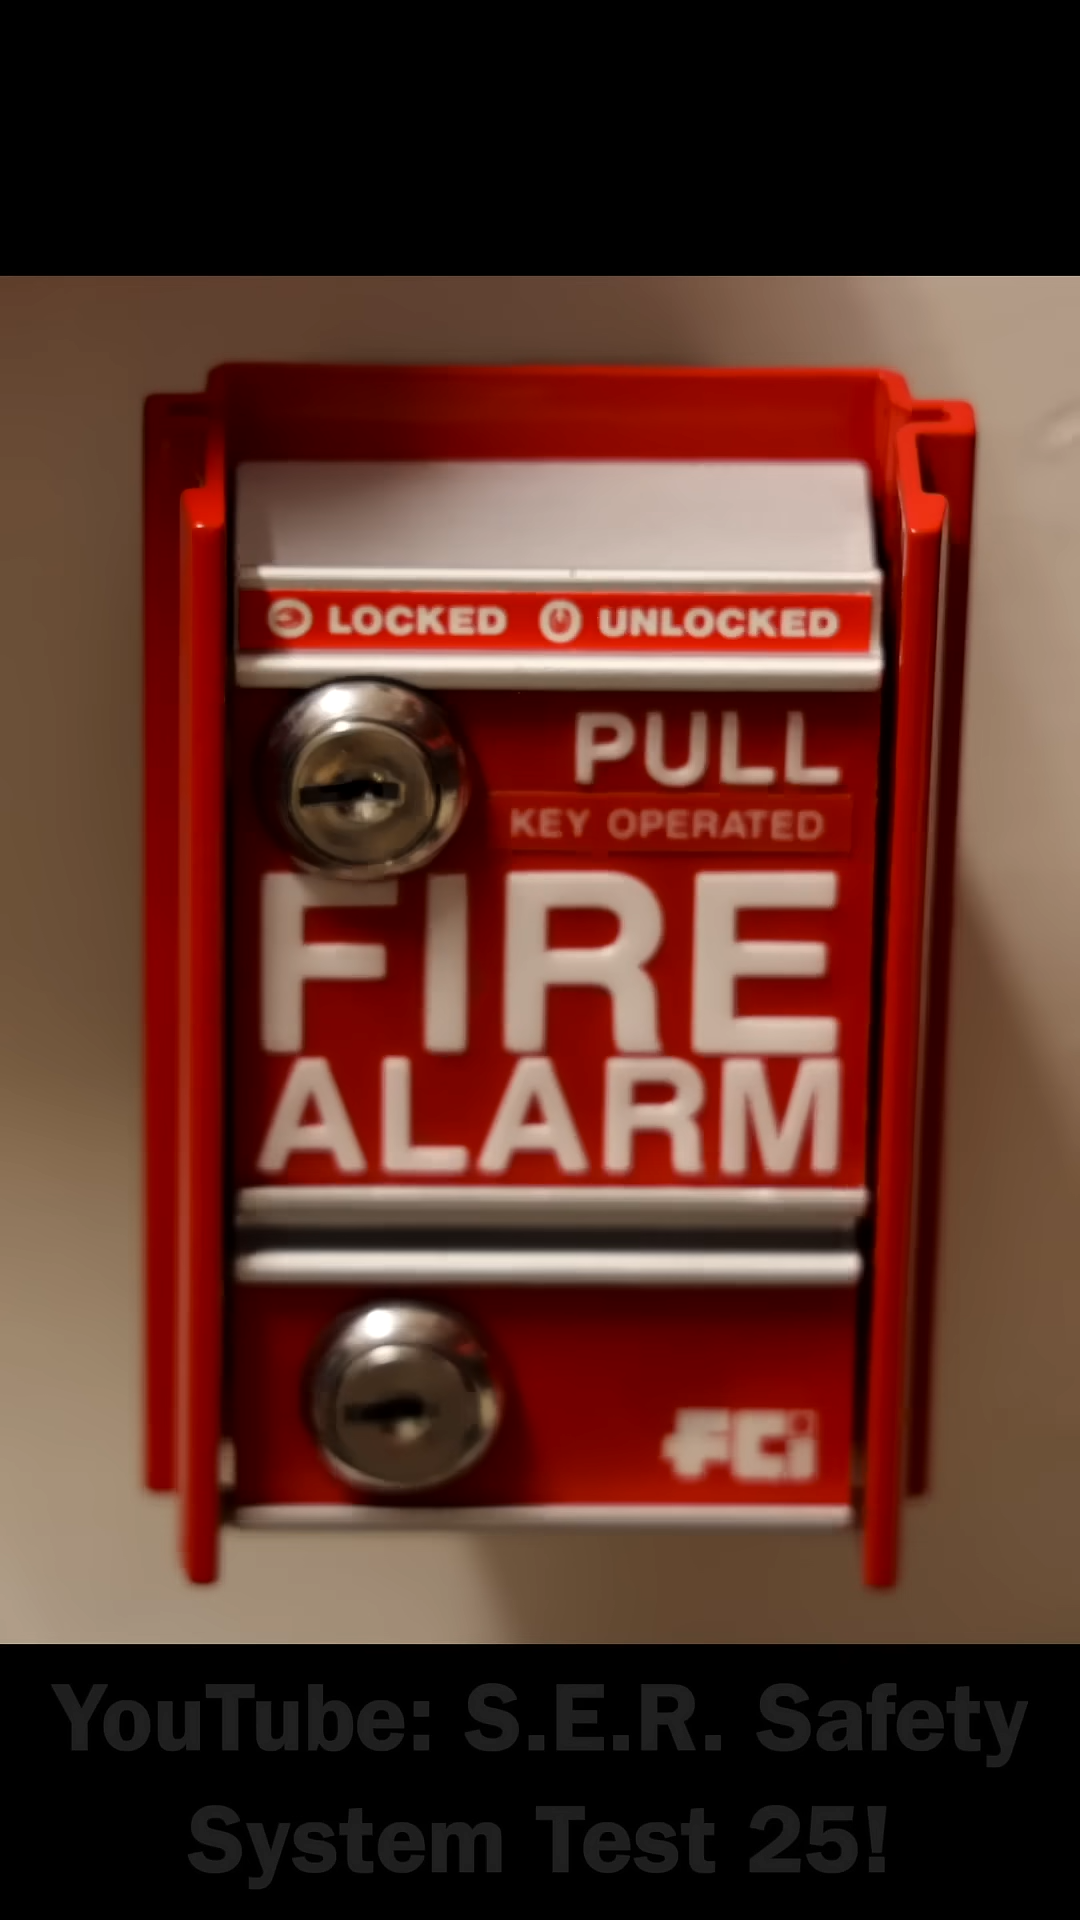 LOCKED UNLOCKED
PULL
KEY OPERATED
FIRE
ALARM
FCi
YouTube: S.E.R. Safety
System Test 25!